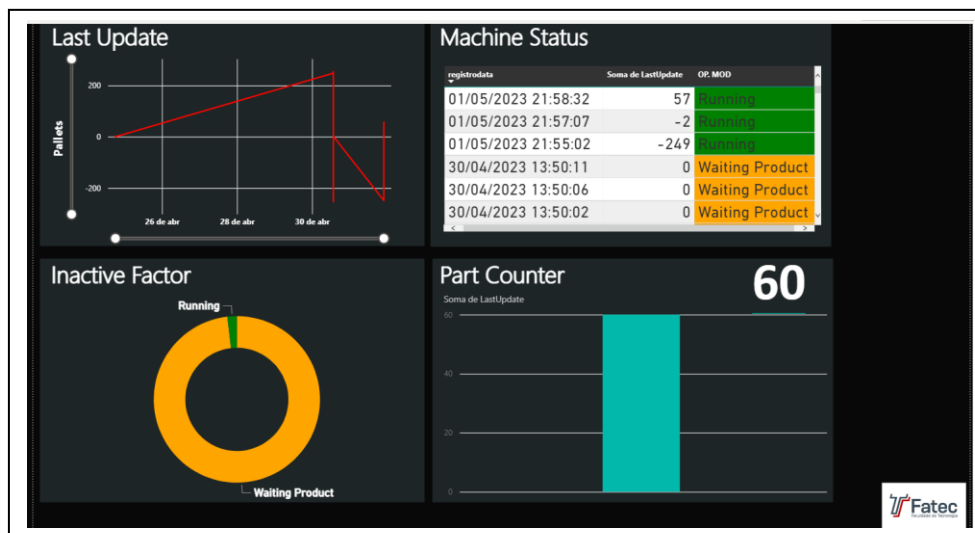 Last Update
Pallets
200
0
-200
26 de abr 28 de abr 30 de abr
Machine Status
registrodata Soma de LastUpdate OP. MOD
01/05/2023 21:58:32 57 Running
01/05/2023 21:57:07 -2 Running
01/05/2023 21:55:02 -249 Running
30/04/2023 13:50:11 0 Waiting Product
30/04/2023 13:50:06 0 Waiting Product
30/04/2023 13:50:02 0 Waiting Product
Inactive Factor
Running
Waiting Product
Part Counter
60
Soma de LastUpdate
60
40
20
0
Fatec